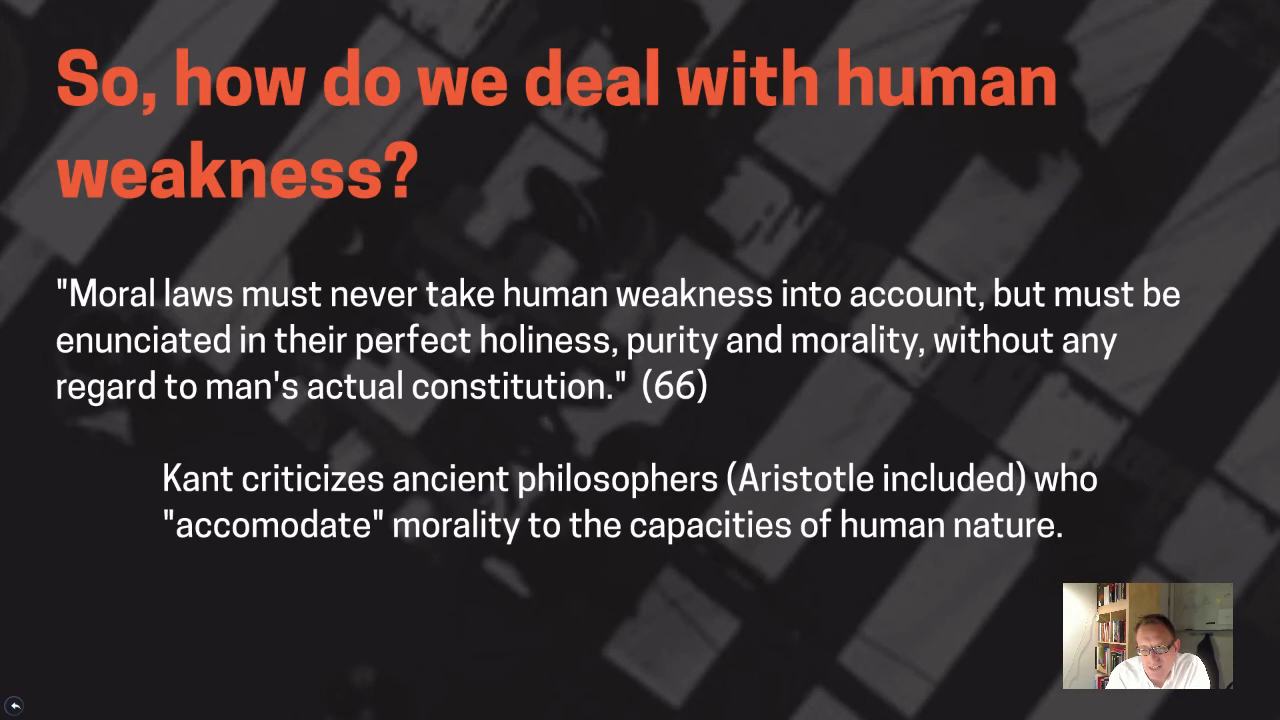 So, how do we deal with human
weakness?
"Moral laws must never take human weakness into account, but must be
enunciated in their perfect holiness, purity and morality, without any
regard to man's actual constitution." (66)
Kant criticizes ancient philosophers (Aristotle included) who
"accomodate" morality to the capacities of human nature.